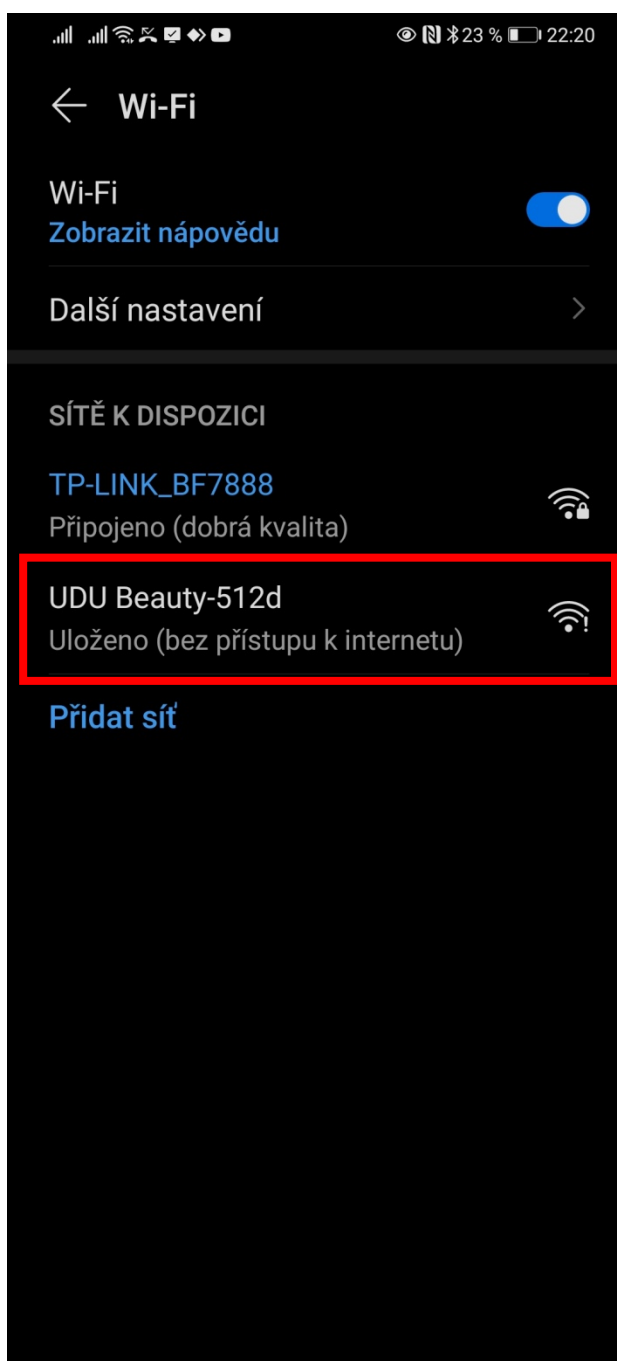 23 % 22:20
Wi-Fi
Wi-Fi
Zobrazit nápovědu
Další nastavení
SÍTĚ K DISPOZICI
TP-LINK_BF7888
Připojeno (dobrá kvalita)
UDU Beauty-512d
Uloženo (bez přístupu k internetu)
Přidat síť